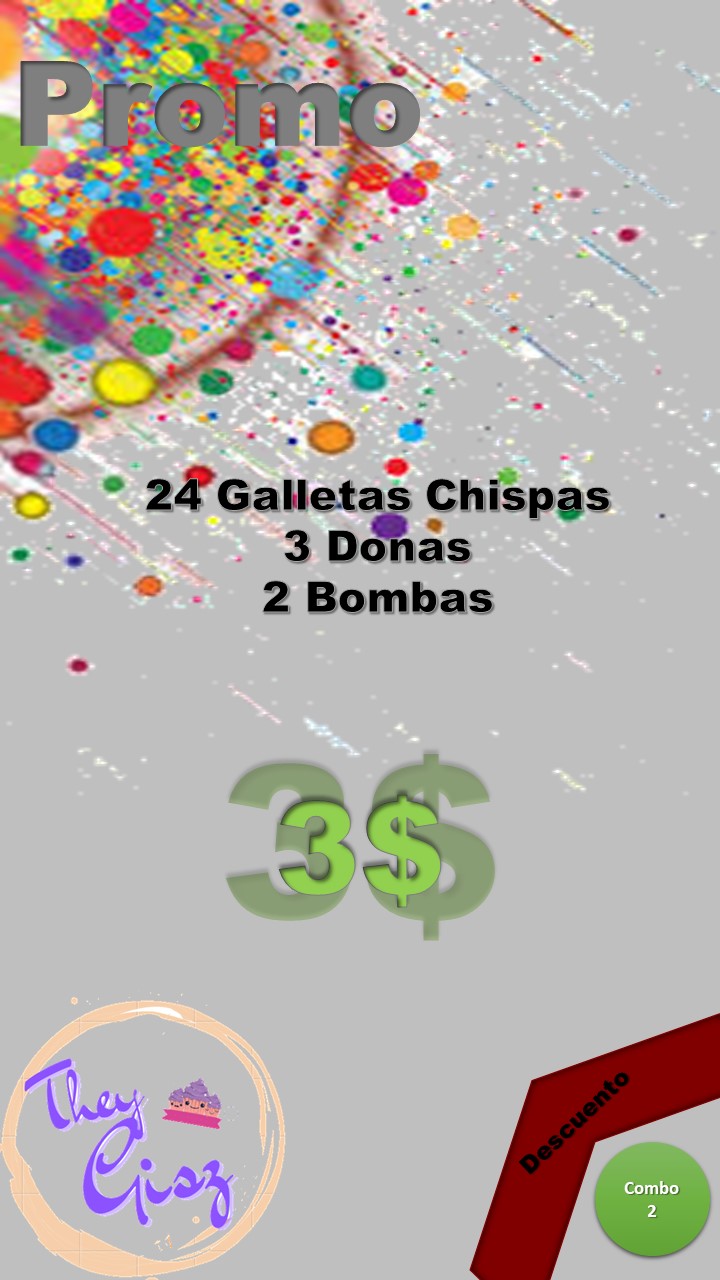 Promo
24 Galletas Chispas
3 Donas
2 Bombas
3$
They
Gisz
Descuento
Combo
2